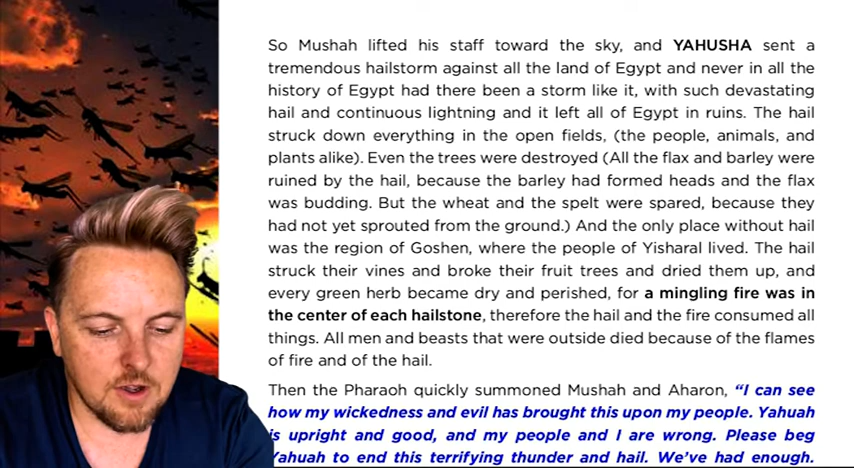 So Mushah lifted his staff toward the sky, and YAHUSHA sent a
tremendous hailstorm against all the land of Egypt and never in all the
history of Egypt had there been a storm like it, with such devastating
hail and continuous lightning and it left all of Egypt in ruins. The hail
struck down everything in the open fields, (the people, animals, and
plants alike). Even the trees were destroyed (All the flax and barley were
ruined by the hail, because the barley had formed heads and the flax
was budding. But the wheat and the spelt were spared, because they
had not yet sprouted from the ground.) And the only place without hail
was the region of Goshen, where the people of Yisharal lived. The hail
struck their vines and broke their fruit trees and dried them up, and
every green herb became dry and perished, for a mingling fire was in
the center of each hailstone, therefore the hail and the fire consumed all
things. All men and beasts that were outside died because of the flames
of fire and of the hail.
Then the Pharaoh quickly summoned Mushah and Aharon, "I can see
how my wickedness and evil has brought this upon my people. Yahuah
is upright and good, and my people and I are wrong. Please beg
Yahuah to end this terrifying thunder and hail. We've had enough.